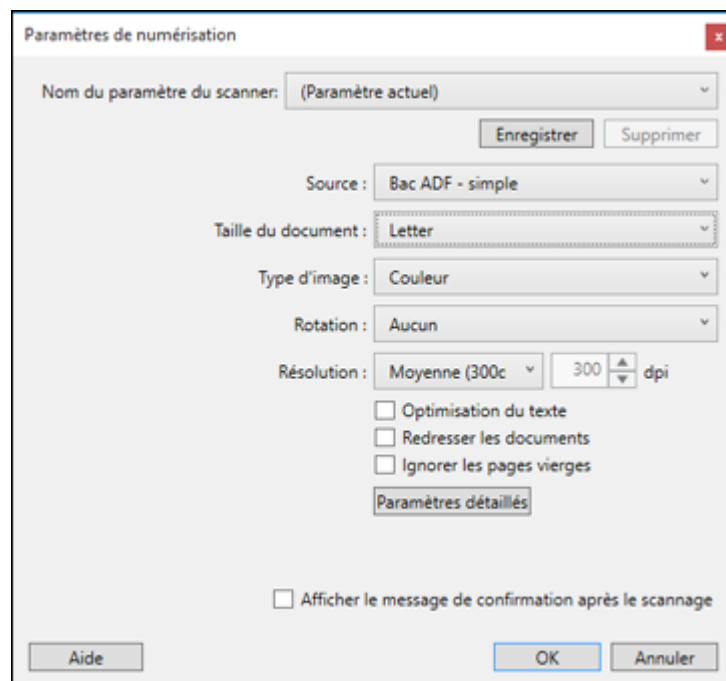 Paramètres de numérisation
x
Nom du paramètre du scanner: (Paramètre actuel)
Enregistrer Supprimer
Source : Bac ADF - simple
Taille du document : Letter
Type d'image : Couleur
Rotation : Aucun
Résolution : Moyenne (300c 300 dpi
Optimisation du texte
Redresser les documents
Ignorer les pages vierges
Paramètres détaillés
Afficher le message de confirmation après le scannage
Aide OK Annuler